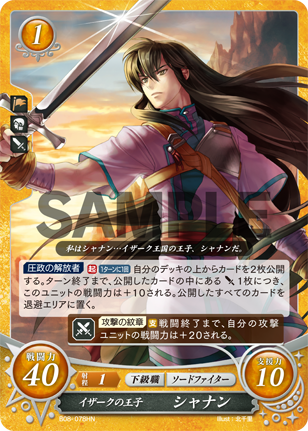 1
SAMPLE
私はシャナン…イザーク王国の王子、シャナンだ。
圧政の解放者 起 1ターンに1回 自分のデッキの上からカードを2枚公開
する。ターン終了まで、公開したカードの中にある 1枚につき、
このユニットの戦闘力は+10される。公開したすべてのカードを
退避エリアに置く。
攻撃の紋章 支 戦闘終了まで、自分の攻撃
ユニットの戦闘力は+20される。
戦闘力
40
射程 1 下級職 ソードファイター
支援力
10
イザークの王子 シャナン
B06-078HN
Illust:北千里